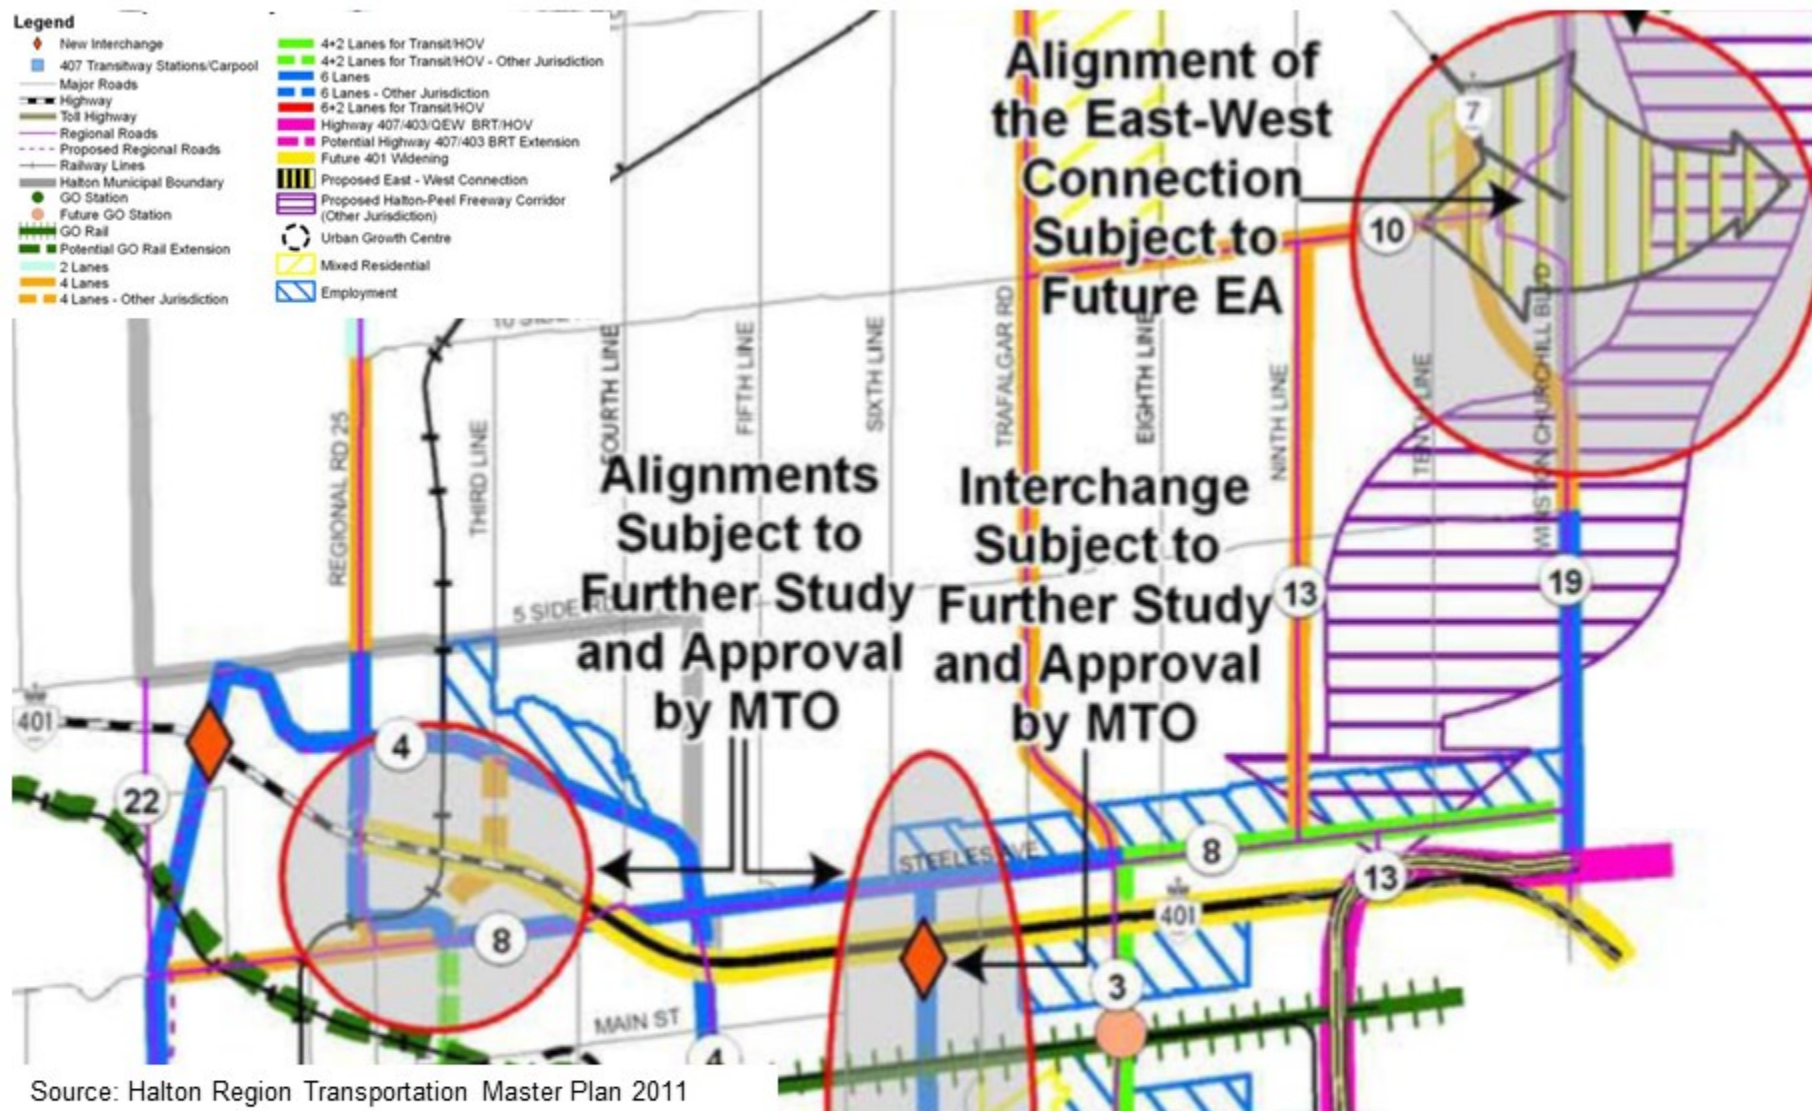 Legend
New Interchange
407 Transitway Stations/Carpool
Major Roads
Highway
Toll Highway
Regional Roads
Proposed Regional Roads
Railway Lines
Halton Municipal Boundary
GO Station
Future GO Station
GO Rail
Potential GO Rail Extension
2 Lanes
4 Lanes
4 Lanes - Other Jurisdiction
4+2 Lanes for Transit/HOV
4+2 Lanes for Transit/HOV - Other Jurisdiction
6 Lanes
6 Lanes - Other Jurisdiction
6+2 Lanes for Transit/HOV
Highway 407/403/QEW BRT/HOV
Potential Highway 407/403 BRT Extension
Future 401 Widening
Proposed East - West Connection
Proposed Halton-Peel Freeway Corridor
(Other Jurisdiction)
Urban Growth Centre
Mixed Residential
Employment
Alignment of
the East-West
Connection
Subject to
Future EA
7
10
REGIONAL RD 25
THIRD LINE
FOURTH LINE
FIFTH LINE
SIXTH LINE
TRAFALGAR RD
EIGHTH LINE
NINTH LINE
TENTH LINE
WINSTON CHURCHILL BLVD
Alignments
Subject to
Further Study
and Approval
by MTO
Interchange
Subject to
Further Study
and Approval
by MTO
5 SIDE RD
13
19
401
4
22
8
STEELES AVE
8
13
401
3
MAIN ST
4
Source: Halton Region Transportation Master Plan 2011